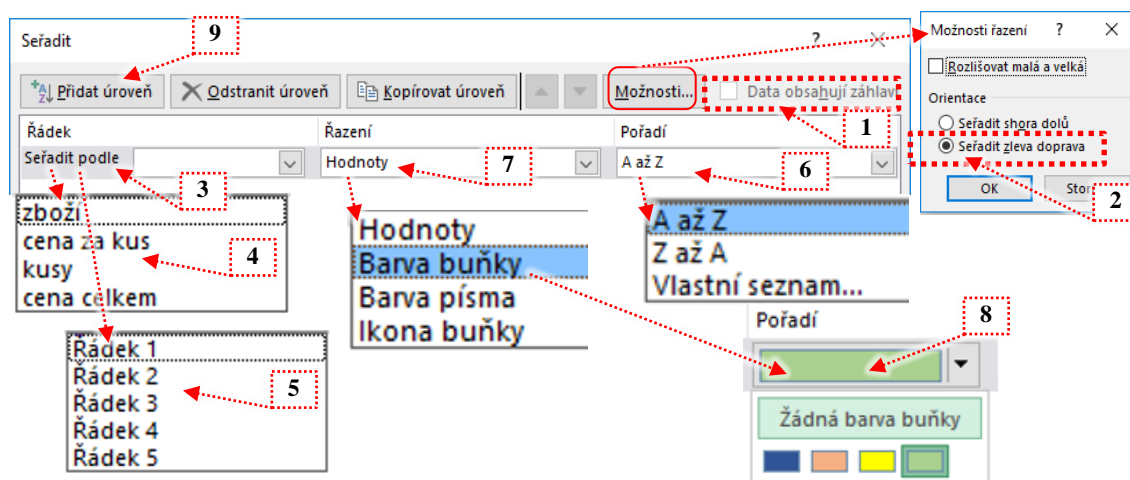 Seřadit
9
?
Přidat úroveň
Odstranit úroveň
Kopírovat úroveň
Možnosti...
Data obsahují záhlav
1
Řádek
Řazení
Pořadí
Seřadit podle
Hodnoty
7
A až Z
6
3
zboží
cena za kus
kusy
cena celkem
4
Řádek 1
Řádek 2
Řádek 3
Řádek 4
Řádek 5
5
Hodnoty
Barva buňky
Barva písma
Ikona buňky
A až Z
Z až A
Vlastní seznam...
Pořadí
8
Žádná barva buňky
Možnosti řazení
?
Rozlišovat malá a velká
Orientace
Seřadit shora dolů
Seřadit zleva doprava
OK
Stor
2